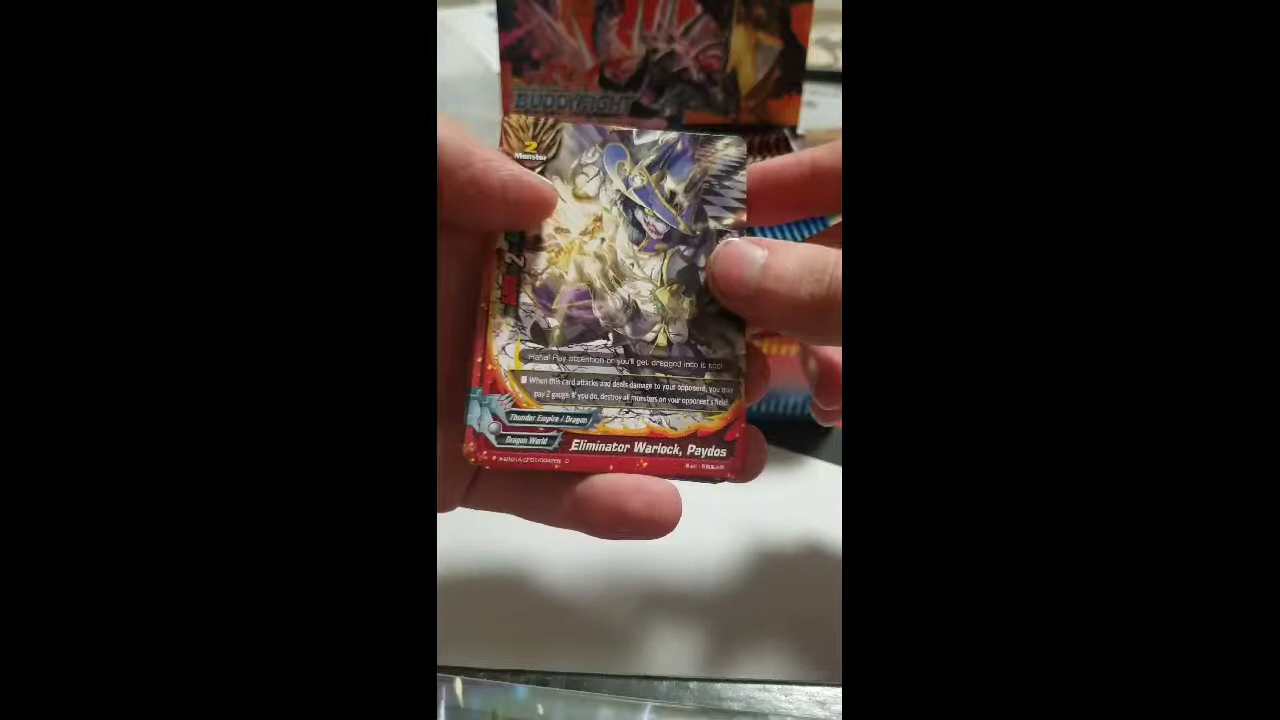 BUDDYFIGHT
2
Monster
2
Haha! Pay attention or you'll get dragged into it too!
When this card attacks and deals damage to your opponent, you may
pay 2 gauge. If you do, destroy all monsters on your opponent's field!
Thunder Empire / Dragon
Dragon World
Eliminator Warlock, Paydos